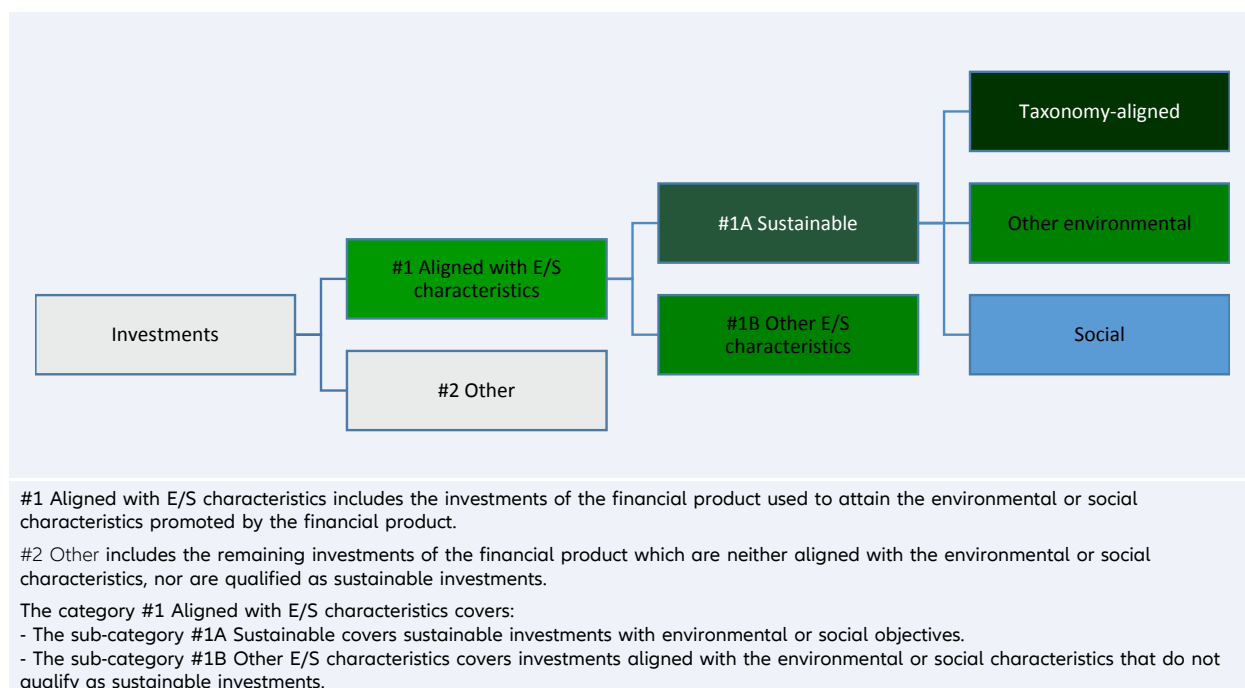 Taxonomy-aligned
#1A Sustainable
Other environmental
#1 Aligned with E/S
characteristics
Investments
#1B Other E/S
characteristics
Social
#2 Other
#1 Aligned with E/S characteristics includes the investments of the financial product used to attain the environmental or social
characteristics promoted by the financial product.
#2 Other includes the remaining investments of the financial product which are neither aligned with the environmental or social
characteristics, nor are qualified as sustainable investments.
The category #1 Aligned with E/S characteristics covers:
- The sub-category #1A Sustainable covers sustainable investments with environmental or social objectives.
- The sub-category #1B Other E/S characteristics covers investments aligned with the environmental or social characteristics that do not
qualify as sustainable investments.